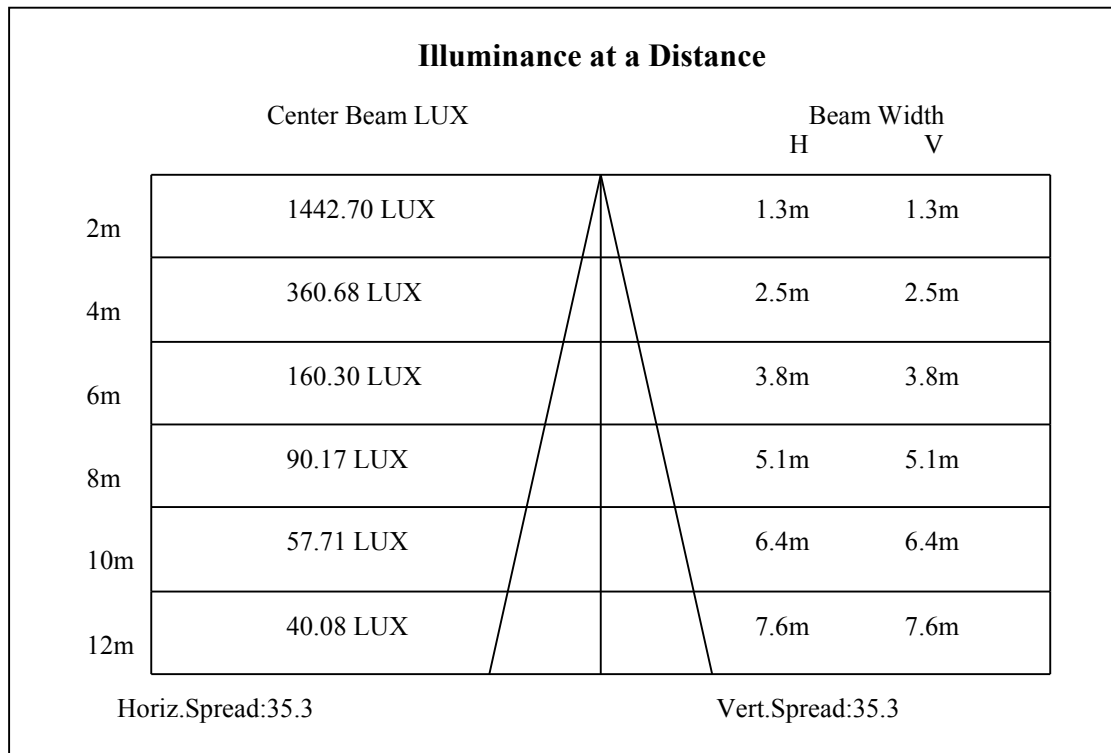 Illuminance at a Distance
Center Beam LUX Beam Width
H V
2m 1442.70 LUX 1.3m 1.3m
4m 360.68 LUX 2.5m 2.5m
6m 160.30 LUX 3.8m 3.8m
8m 90.17 LUX 5.1m 5.1m
10m 57.71 LUX 6.4m 6.4m
12m 40.08 LUX 7.6m 7.6m
Horiz.Spread:35.3 Vert.Spread:35.3